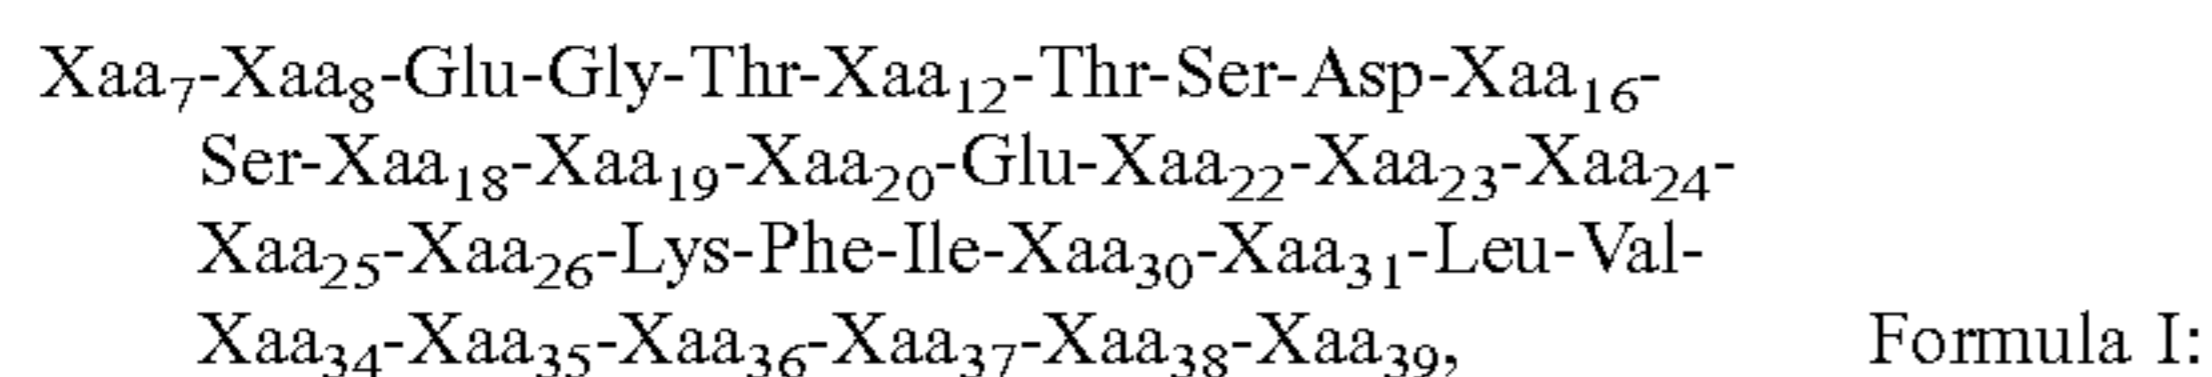 Xaa₇-Xaa₈-Glu-Gly-Thr-Xaa₁₂-Thr-Ser-Asp-Xaa₁₆-
Ser-Xaa₁₈-Xaa₁₉-Xaa₂₀-Glu-Xaa₂₂-Xaa₂₃-Xaa₂₄-
Xaa₂₅-Xaa₂₆-Lys-Phe-Ile-Xaa₃₀-Xaa₃₁-Leu-Val-
Xaa₃₄-Xaa₃₅-Xaa₃₆-Xaa₃₇-Xaa₃₈-Xaa₃₉, Formula I: